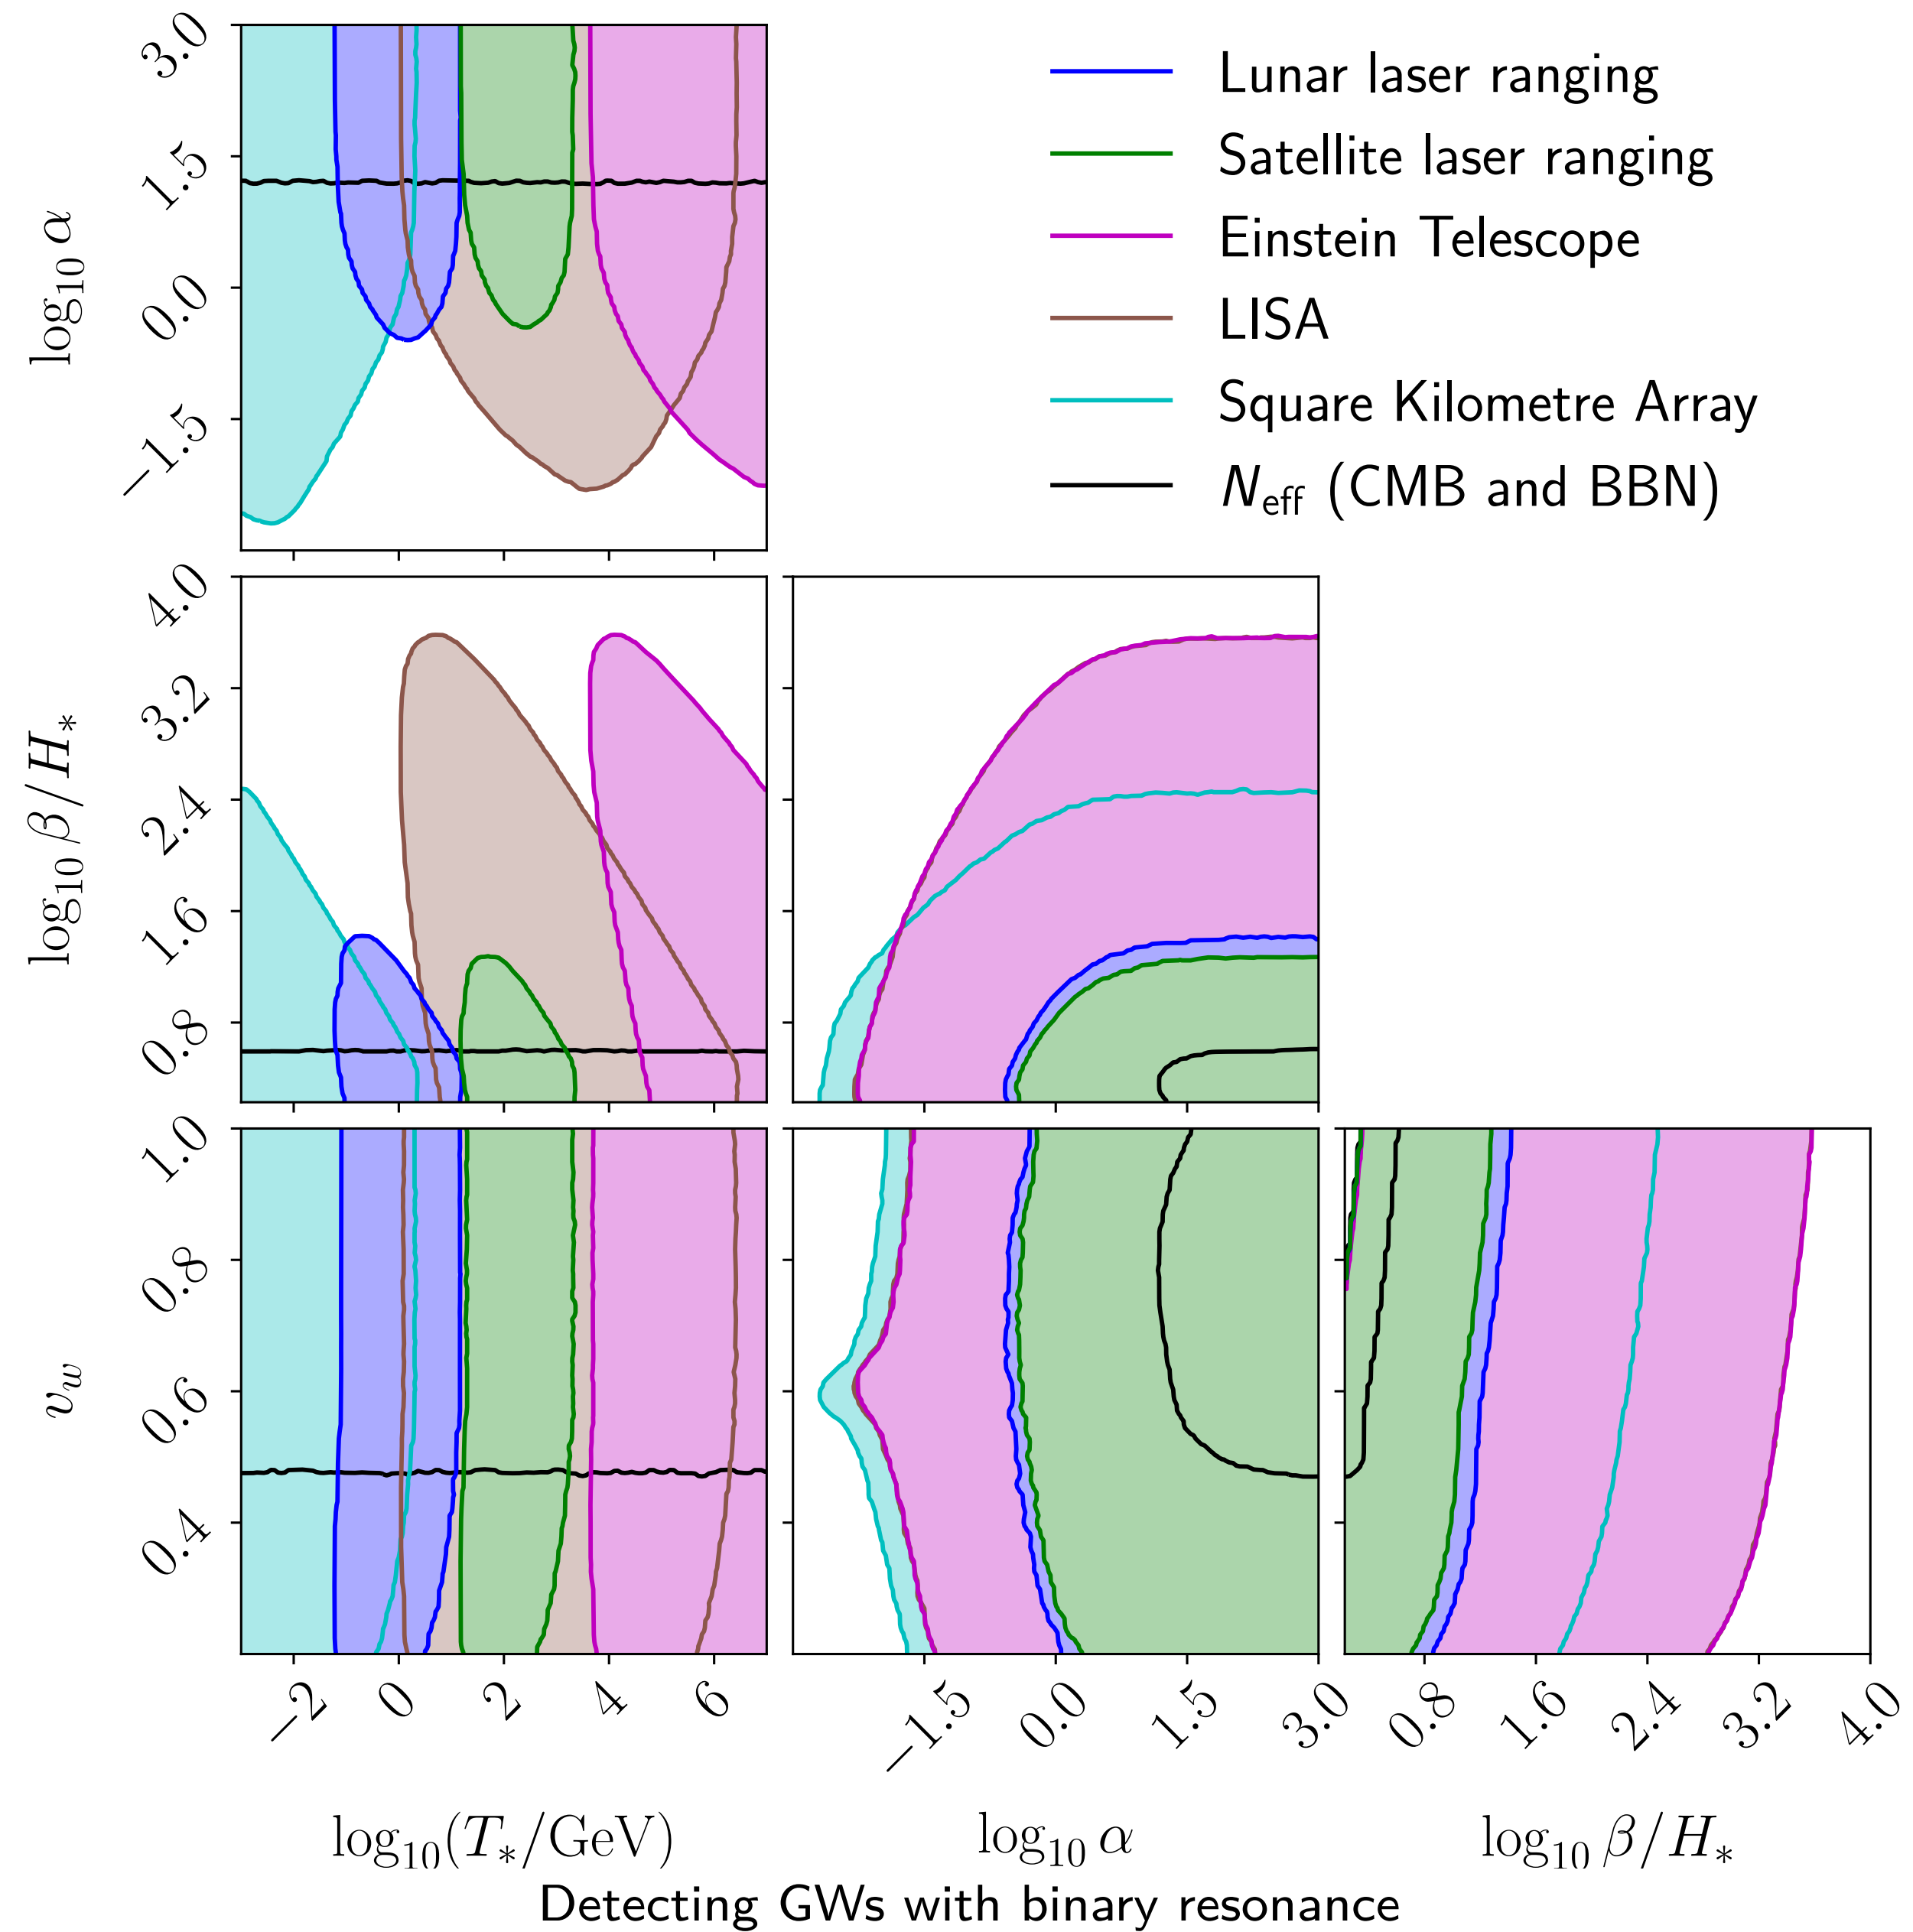 3.0
1.5
0.0
−1.5
log₁₀ α
Lunar laser ranging
Satellite laser ranging
Einstein Telescope
LISA
Square Kilometre Array
N_eff (CMB and BBN)
4.0
3.2
2.4
1.6
0.8
log₁₀ β/H_*
1.0
0.8
0.6
0.4
v_w
−2 0 2 4 6
−1.5 0.0 1.5 3.0
0.8 1.6 2.4 3.2 4.0
log₁₀(T_*/GeV)
log₁₀ α
log₁₀ β/H_*
Detecting GWs with binary resonance